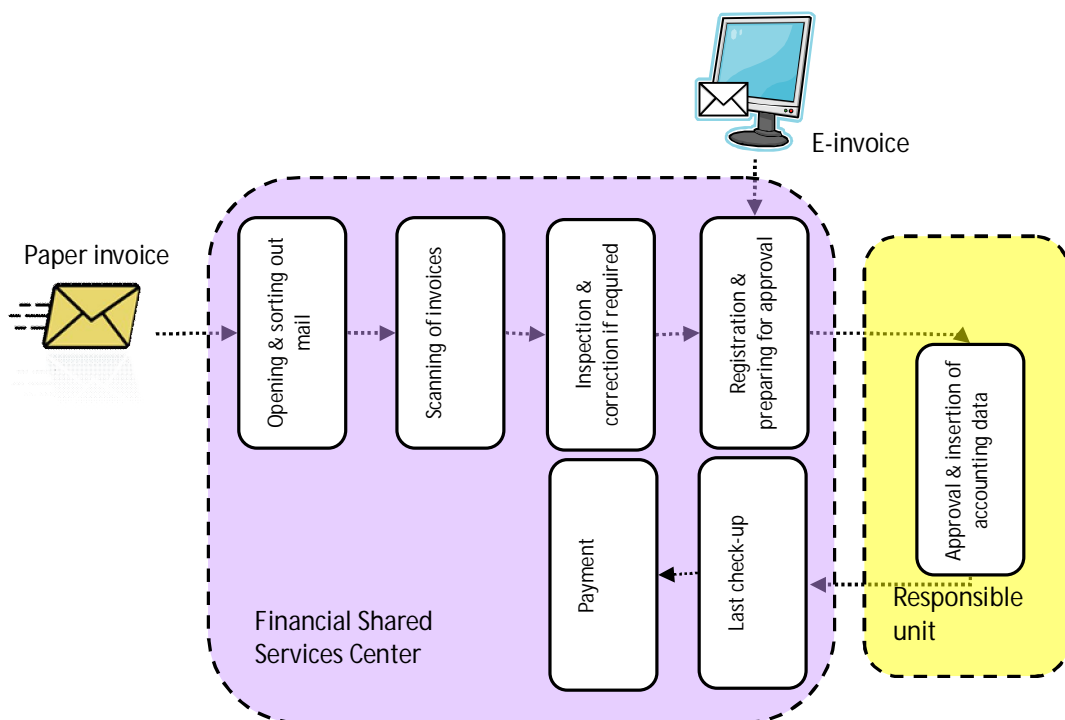 E-invoice
Paper invoice
Opening & sorting out
mail
Scanning of invoices
Inspection &
correction if required
Registration &
preparing for approval
Approval & insertion of
accounting data
Payment
Last check-up
Financial Shared
Services Center
Responsible
unit